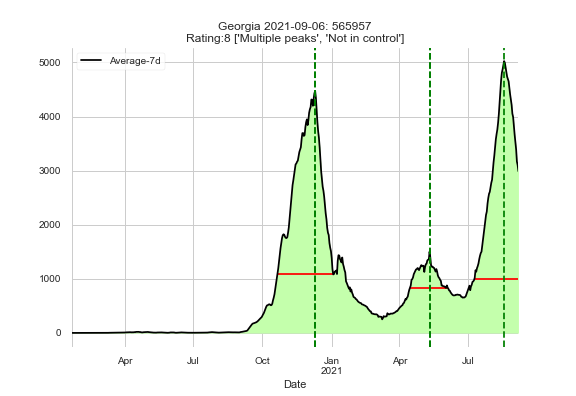 Georgia 2021-09-06: 565957
Rating:8 ['Multiple peaks', 'Not in control']
Average-7d
5000
4000
3000
2000
1000
0
Apr Jul Oct Jan Apr Jul
2021
Date